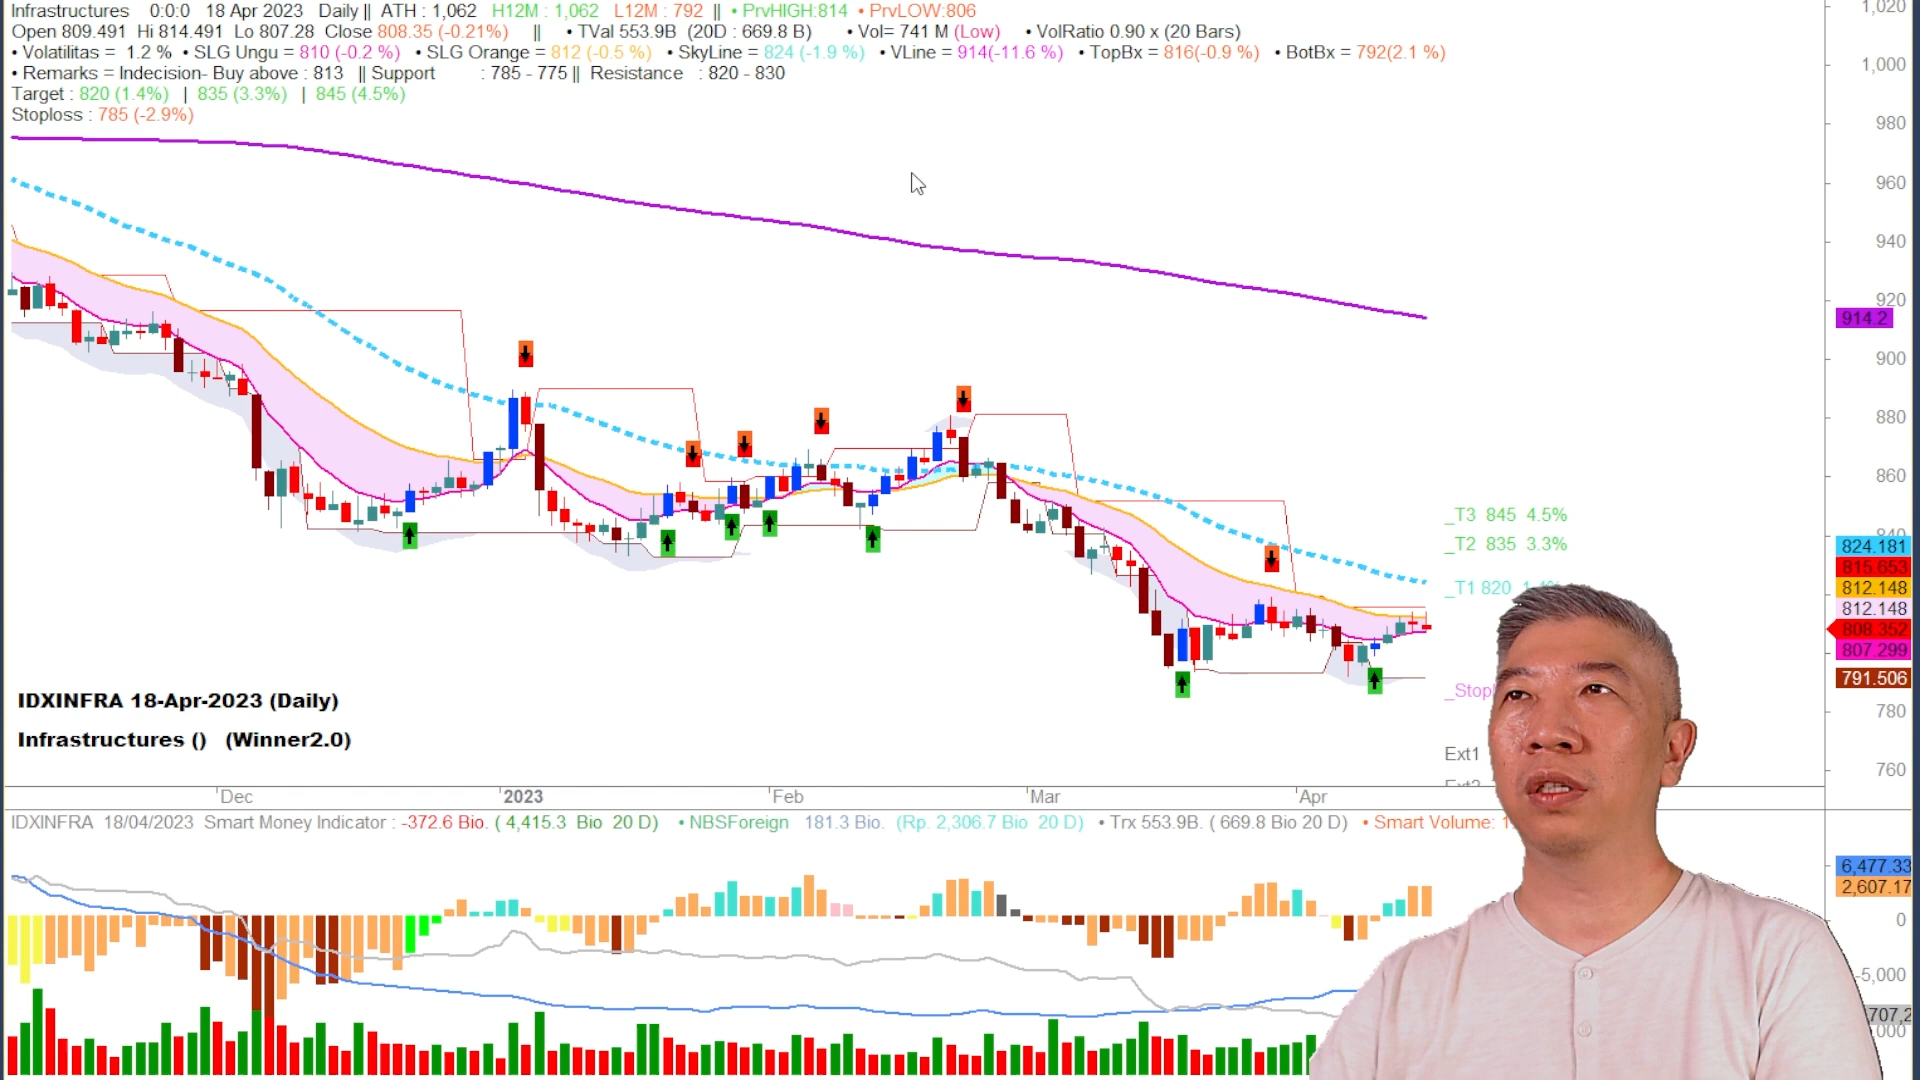 Infrastructures 0:0:0 18 Apr 2023 Daily || ATH : 1,062 H12M : 1,062 L12M : 792 || • PrvHIGH:814 • PrvLOW:806
Open 809.491 Hi 814.491 Lo 807.28 Close 808.35 (-0.21%) || • TVal 553.9B (20D : 669.8 B) • Vol= 741 M (Low) • VolRatio 0.90 x (20 Bars)
• Volatilitas = 1.2 % • SLG Ungu = 810 (-0.2 %) • SLG Orange = 812 (-0.5 %) • SkyLine = 824 (-1.9 %) • VLine = 914(-11.6 %) • TopBx = 816(-0.9 %) • BotBx = 792(2.1 %)
• Remarks = Indecision- Buy above : 813 || Support : 785 - 775 || Resistance : 820 - 830
Target : 820 (1.4%) | 835 (3.3%) | 845 (4.5%)
Stoploss : 785 (-2.9%)
1,020
1,000
980
960
940
920
914.2
900
880
860
_T3 845 4.5%
_T2 835 3.3%
840
824.181
815.653
_T1 820
812.148
812.148
808.352
807.299
791.506
_Stop
IDXINFRA 18-Apr-2023 (Daily)
780
Infrastructures () (Winner2.0)
Ext1
760
Dec 2023 Feb Mar Apr
IDXINFRA 18/04/2023 Smart Money Indicator : -372.6 Bio. ( 4,415.3 Bio 20 D) • NBSForeign 181.3 Bio. (Rp. 2,306.7 Bio 20 D) • Trx 553.9B. ( 669.8 Bio 20 D) • Smart Volume:
6,477.33
2,607.17
0
-5,000
707,2